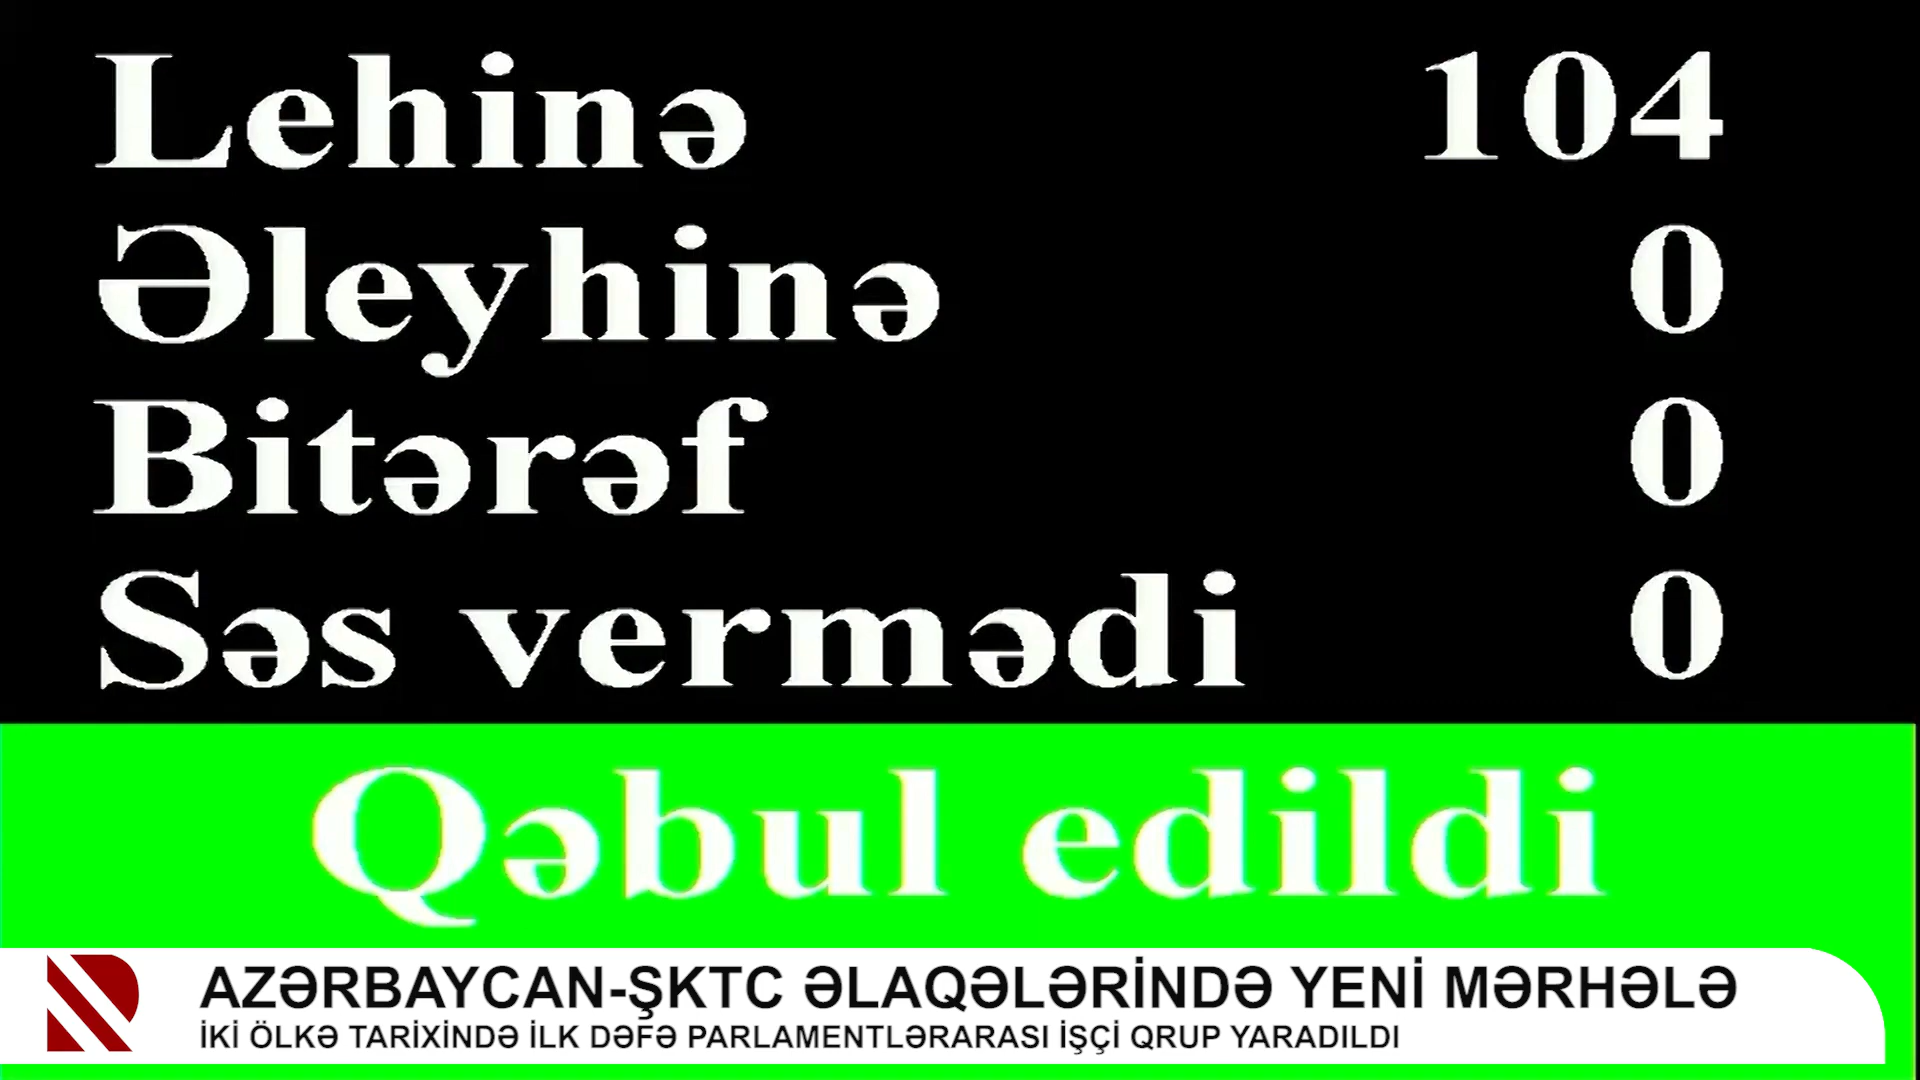 Lehinə 104
Əleyhinə 0
Bitərəf 0
Səs vermədi 0
Qəbul edildi
AZƏRBAYCAN-ŞKTC ƏLAQƏLƏRİNDƏ YENİ MƏRHƏLƏ
İKİ ÖLKƏ TARİXİNDƏ İLK DƏFƏ PARLAMENTLƏRARASI İŞÇİ QRUP YARADILDI